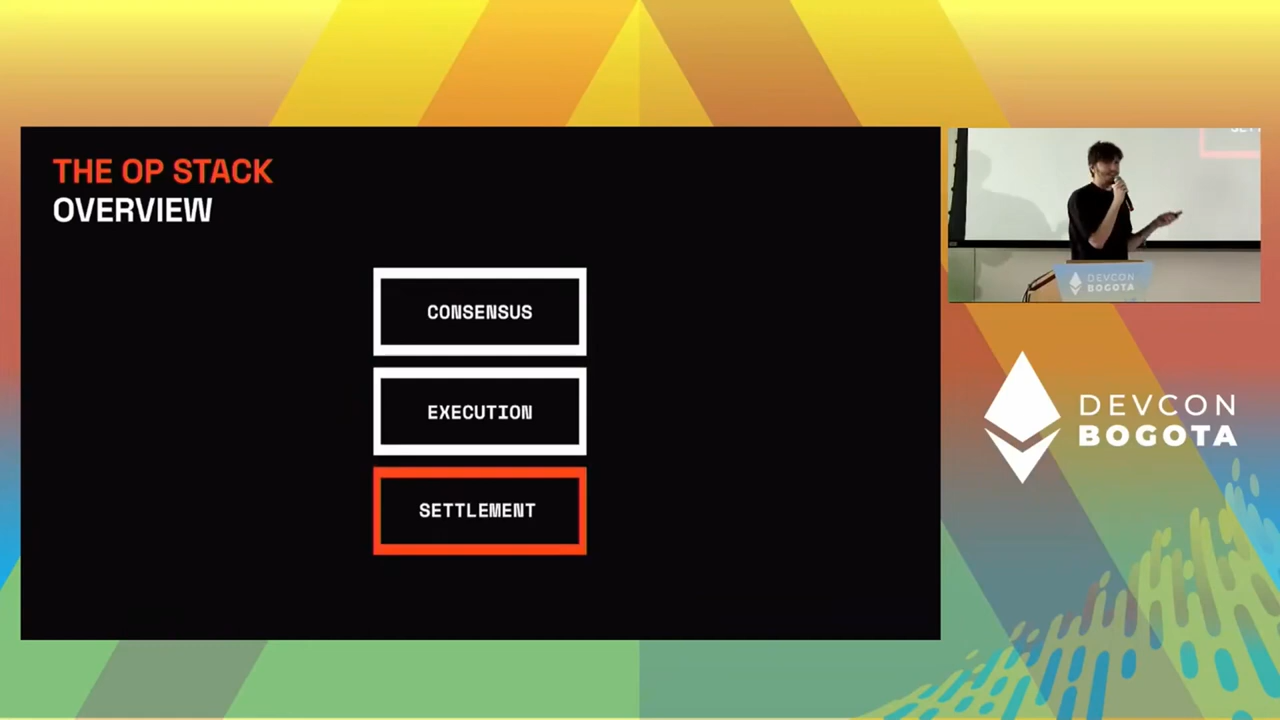 THE OP STACK
OVERVIEW
CONSENSUS
EXECUTION
SETTLEMENT
DEVCON
BOGOTA
DEVCON
BOGOTA